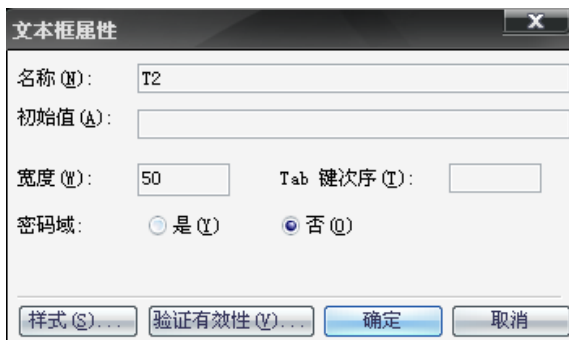 文本框属性
名称(N): T2
初始值(A):
宽度(W): 50 Tab 键次序(T):
密码域: 是(Y) 否(O)
样式(S)... 验证有效性(V)... 确定 取消